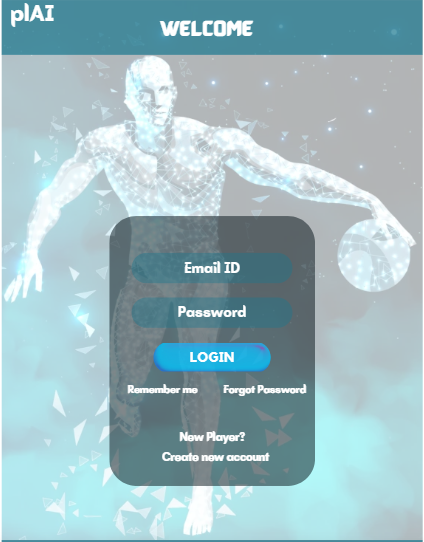 plAI
WELCOME
Email ID
Password
LOGIN
Remember me Forgot Password
New Player?
Create new account